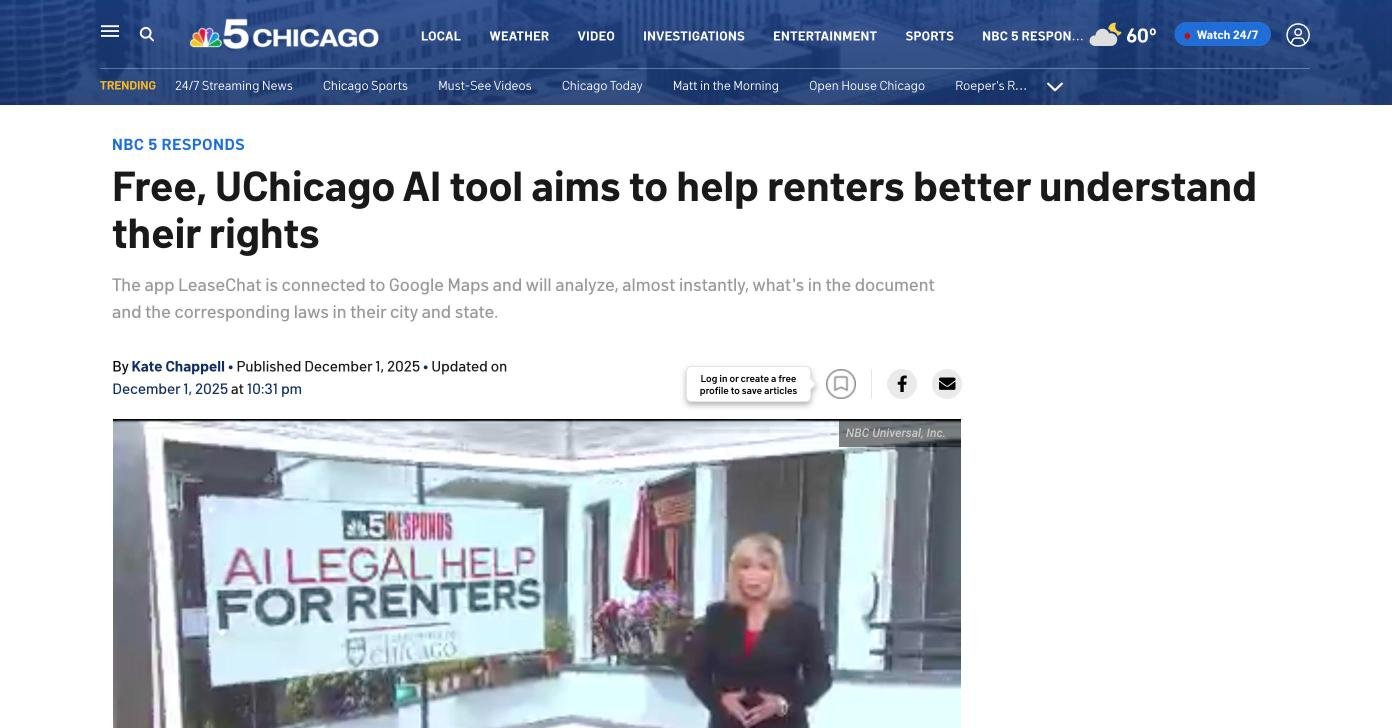 5 CHICAGO
LOCAL WEATHER VIDEO INVESTIGATIONS ENTERTAINMENT SPORTS NBC 5 RESPON... 60° Watch 24/7
TRENDING 24/7 Streaming News Chicago Sports Must-See Videos Chicago Today Matt in the Morning Open House Chicago Roeper's R...
NBC 5 RESPONDS
Free, UChicago AI tool aims to help renters better understand
their rights
The app LeaseChat is connected to Google Maps and will analyze, almost instantly, what's in the document
and the corresponding laws in their city and state.
By Kate Chappell • Published December 1, 2025 • Updated on
December 1, 2025 at 10:31 pm
Log in or create a free
profile to save articles
NBC Universal, Inc.
5 RESPONDS
AI LEGAL HELP
FOR RENTERS
CHICAGO